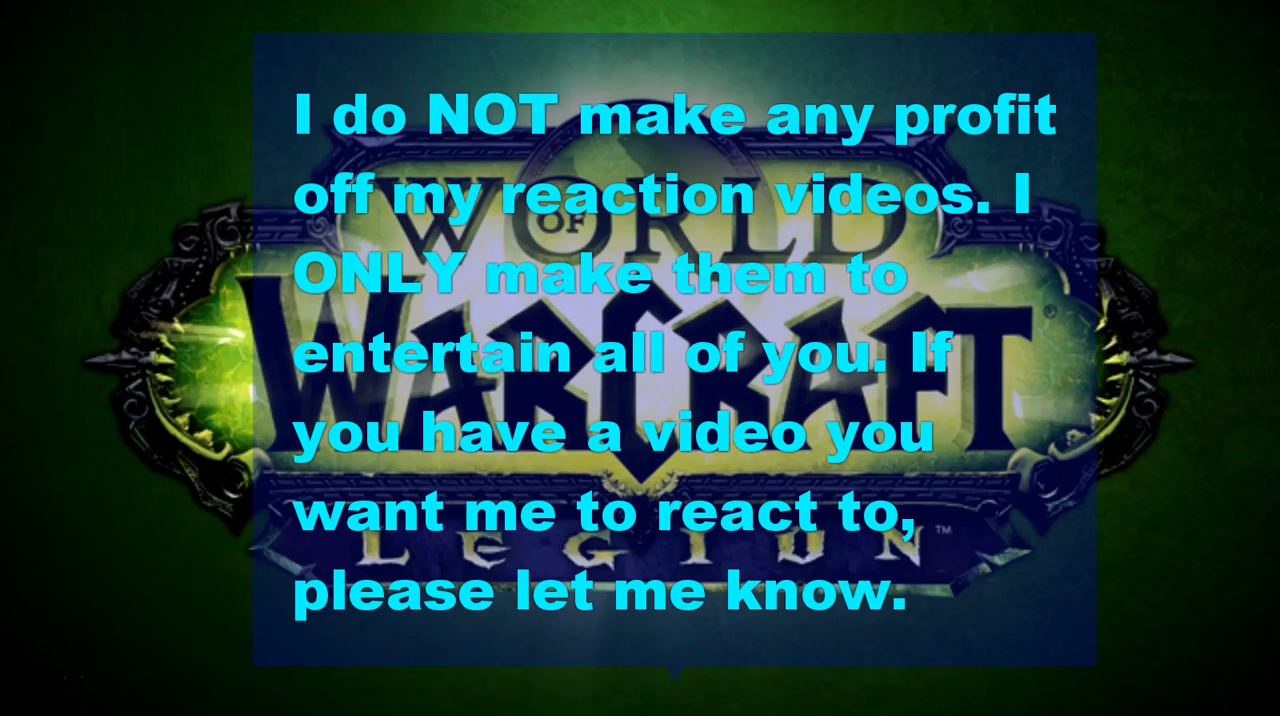 I do NOT make any profit
off my reaction videos. I
ONLY make them to
entertain all of you. If
you have a video you
want me to react to,
please let me know.
WORLD
OF
WARCRAFT®
LEGION™